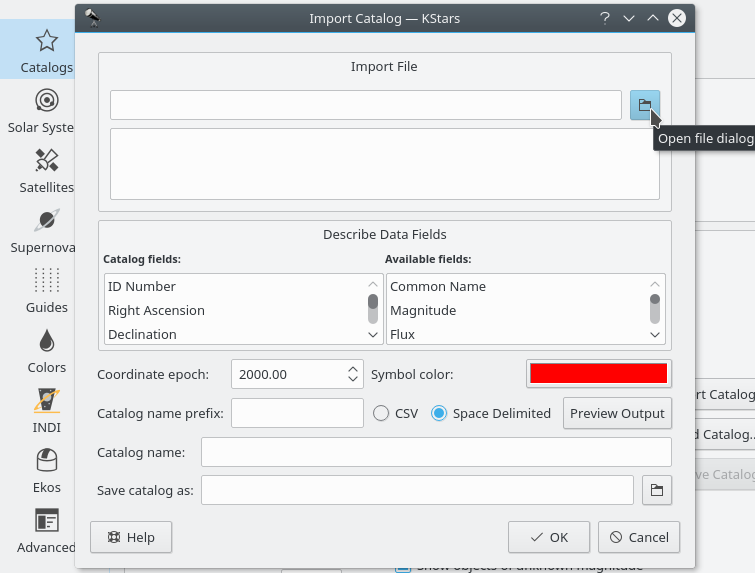 Import Catalog — KStars
Catalogs
Solar Syste
Satellites
Supernova
Guides
Colors
INDI
Ekos
Advanced
Import File
Open file dialog
Describe Data Fields
Catalog fields:
Available fields:
ID Number
Right Ascension
Declination
Common Name
Magnitude
Flux
Coordinate epoch:
2000.00
Symbol color:
Catalog name prefix:
CSV
Space Delimited
Preview Output
Catalog name:
Save catalog as:
Help
OK
Cancel
rt Catalog
d Catalog..
ve Catalog
Show objects of unknown magnitude